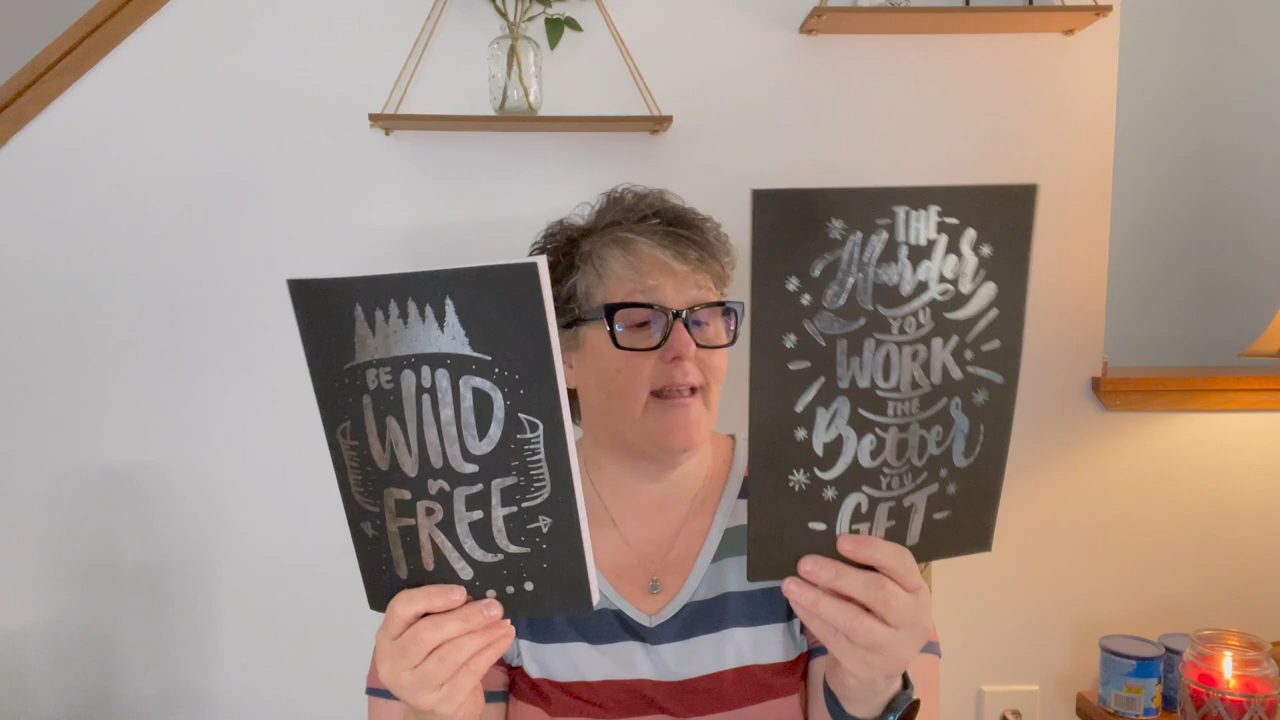 BE
WiLD
n
FREE
-THE-
Harder
YOU
WORK
THE
Better
YOU
-GET-